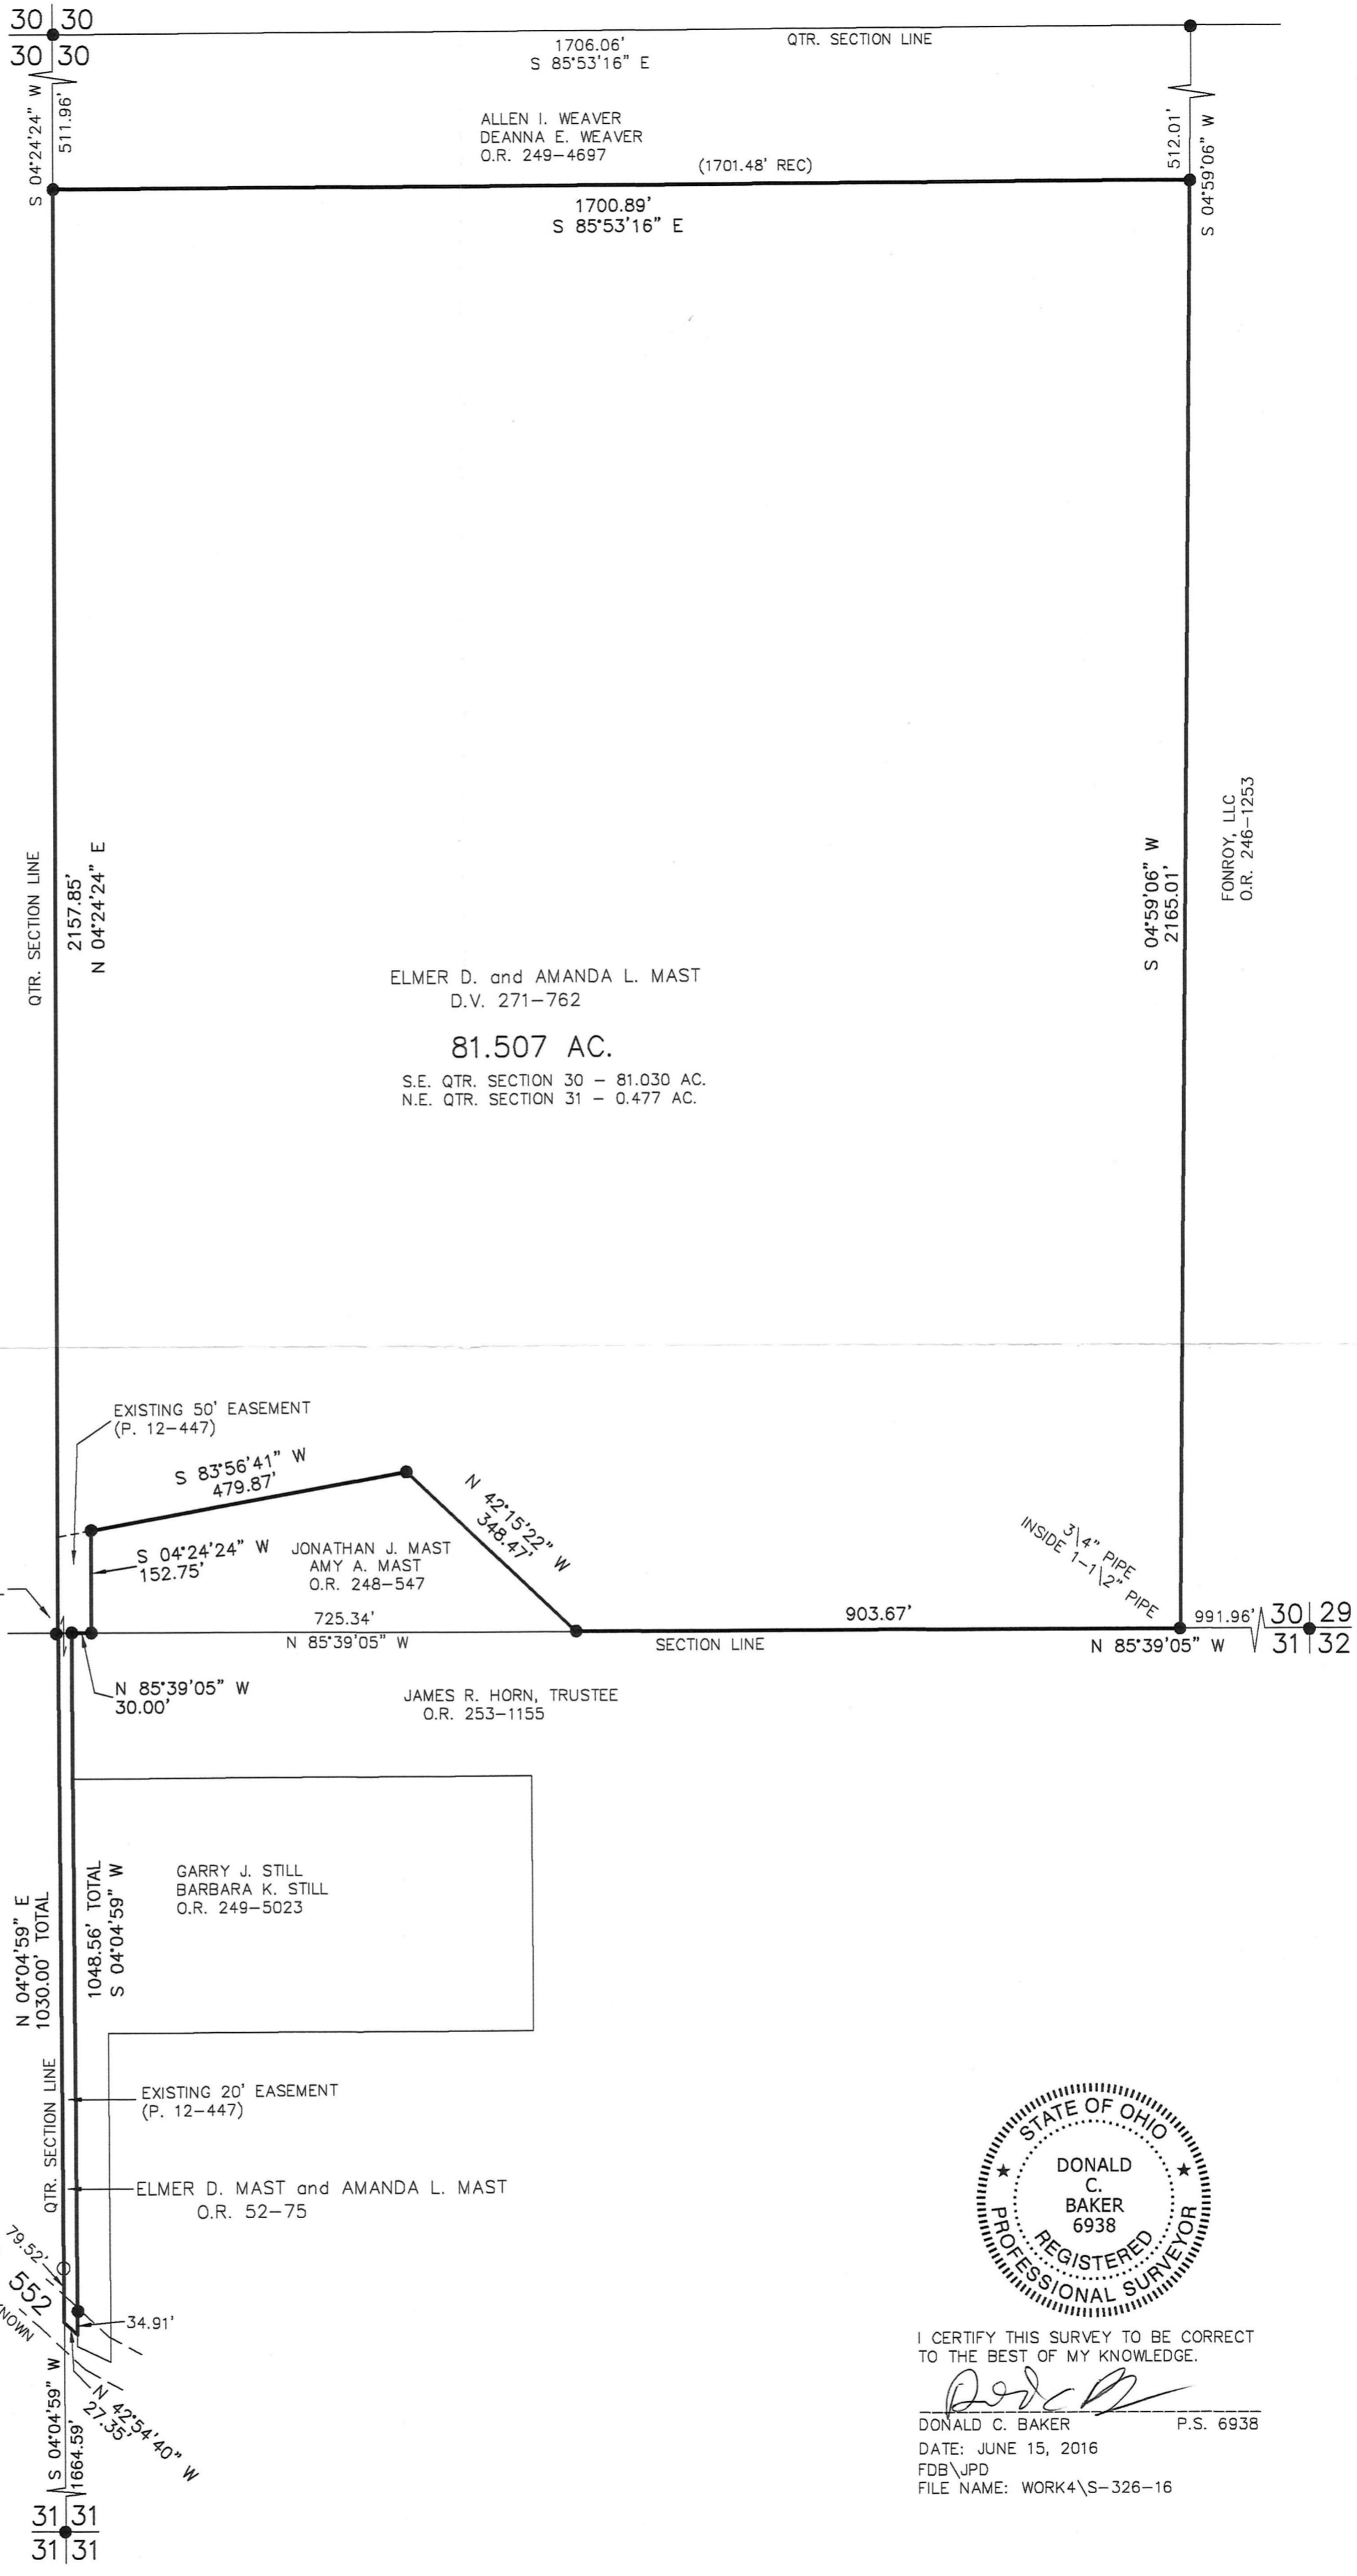 30 30
30 30
1706.06'
S 85°53'16" E
QTR. SECTION LINE
S 04°24'24" W
511.96'
ALLEN I. WEAVER
DEANNA E. WEAVER
O.R. 249-4697
(1701.48' REC)
512.01'
S 04°59'06" W
1700.89'
S 85°53'16" E
QTR. SECTION LINE
2157.85'
N 04°24'24" E
S 04°59'06" W
2165.01'
FONROY, LLC
O.R. 246-1253
ELMER D. and AMANDA L. MAST
D.V. 271-762
81.507 AC.
S.E. QTR. SECTION 30 - 81.030 AC.
N.E. QTR. SECTION 31 - 0.477 AC.
EXISTING 50' EASEMENT
(P. 12-447)
S 83°56'41" W
479.87'
N 42°15'22" W
348.47'
S 04°24'24" W
152.75'
JONATHAN J. MAST
AMY A. MAST
O.R. 248-547
3\4" PIPE
INSIDE 1-1\2" PIPE
725.34'
N 85°39'05" W
903.67'
SECTION LINE
N 85°39'05" W
991.96'
30 29
31 32
N 85°39'05" W
30.00'
JAMES R. HORN, TRUSTEE
O.R. 253-1155
N 04°04'59" E
1030.00' TOTAL
1048.56' TOTAL
S 04°04'59" W
GARRY J. STILL
BARBARA K. STILL
O.R. 249-5023
QTR. SECTION LINE
EXISTING 20' EASEMENT
(P. 12-447)
ELMER D. MAST and AMANDA L. MAST
O.R. 52-75
79.52'
552
34.91'
N 42°54'40" W
27.35'
S 04°04'59" W
1664.59'
31 31
31 31
STATE OF OHIO
DONALD
C.
BAKER
6938
REGISTERED
PROFESSIONAL SURVEYOR
I CERTIFY THIS SURVEY TO BE CORRECT
TO THE BEST OF MY KNOWLEDGE.
DONALD C. BAKER P.S. 6938
DATE: JUNE 15, 2016
FDB\JPD
FILE NAME: WORK4\S-326-16